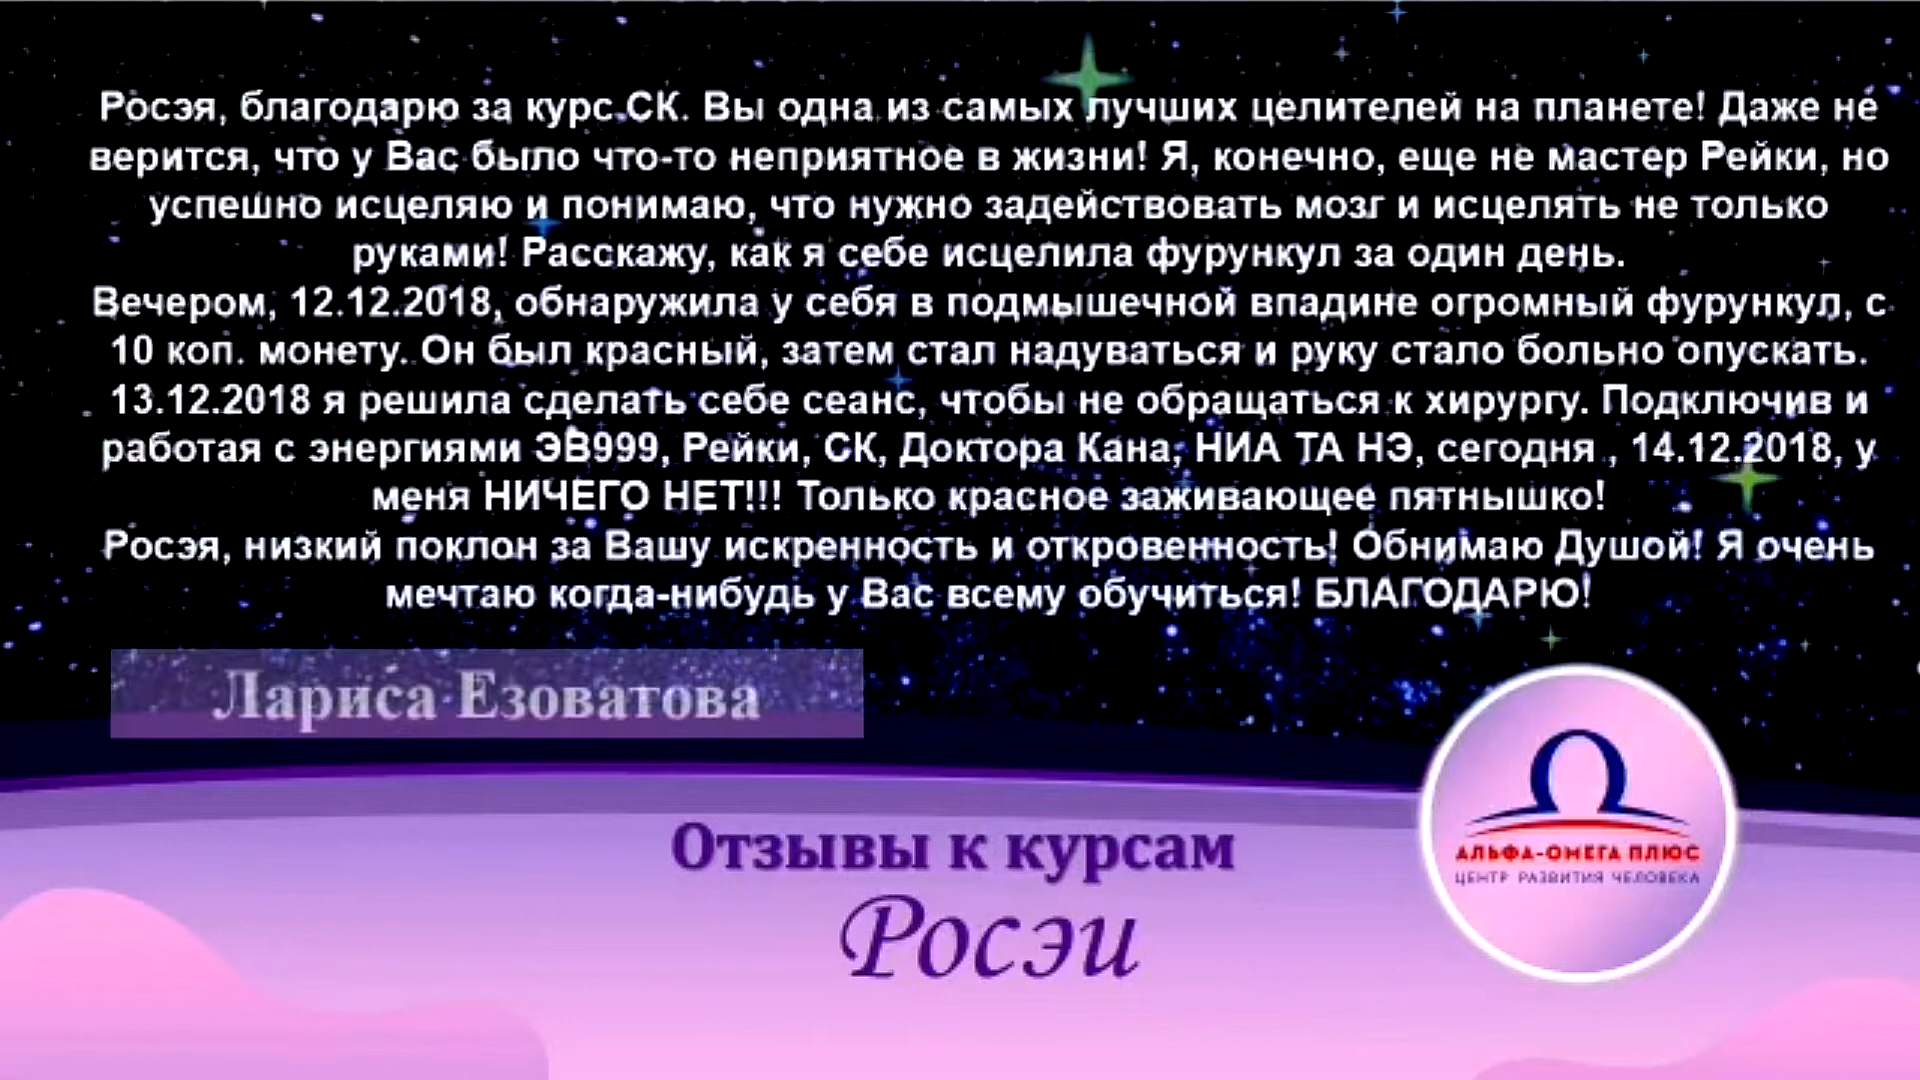 Росэя, благодарю за курс СК. Вы одна из самых лучших целителей на планете! Даже не
верится, что у Вас было что-то неприятное в жизни! Я, конечно, еще не мастер Рейки, но
успешно исцеляю и понимаю, что нужно задействовать мозг и исцелять не только
руками! Расскажу, как я себе исцелила фурункул за один день.
Вечером, 12.12.2018, обнаружила у себя в подмышечной впадине огромный фурункул, с
10 коп. монету. Он был красный, затем стал надуваться и руку стало больно опускать.
13.12.2018 я решила сделать себе сеанс, чтобы не обращаться к хирургу. Подключив и
работая с энергиями ЭВ999, Рейки, СК, Доктора Кана, НИА ТА НЭ, сегодня , 14.12.2018, у
меня НИЧЕГО НЕТ!!! Только красное заживающее пятнышко!
Росэя, низкий поклон за Вашу искренность и откровенность! Обнимаю Душой! Я очень
мечтаю когда-нибудь у Вас всему обучиться! БЛАГОДАРЮ!
Лариса Езоватова
Отзывы к курсам
Росэи
АЛЬФА-ОМЕГА ПЛЮС
ЦЕНТР РАЗВИТИЯ ЧЕЛОВЕКА